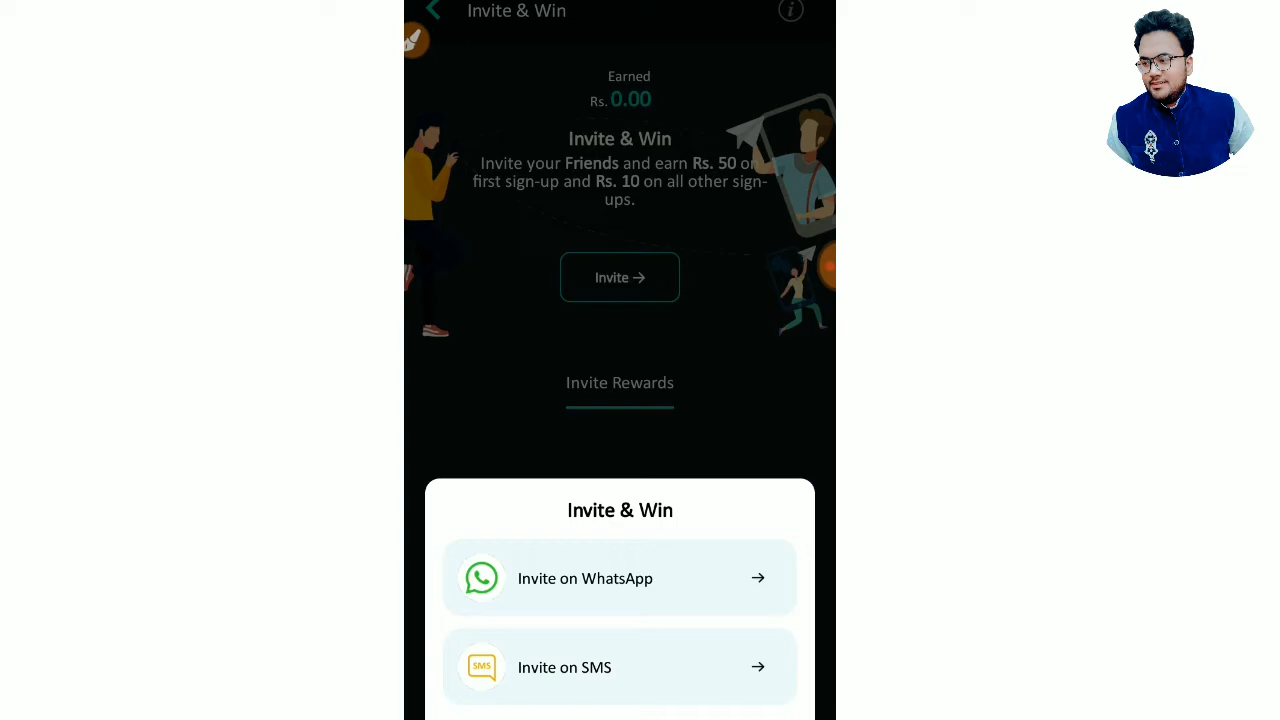 Invite & Win
Earned
Rs. 0.00
Invite & Win
Invite your Friends and earn Rs. 50 on
first sign-up and Rs. 10 on all other sign-
ups.
Invite →
Invite Rewards
Invite & Win
Invite on WhatsApp →
SMS Invite on SMS →